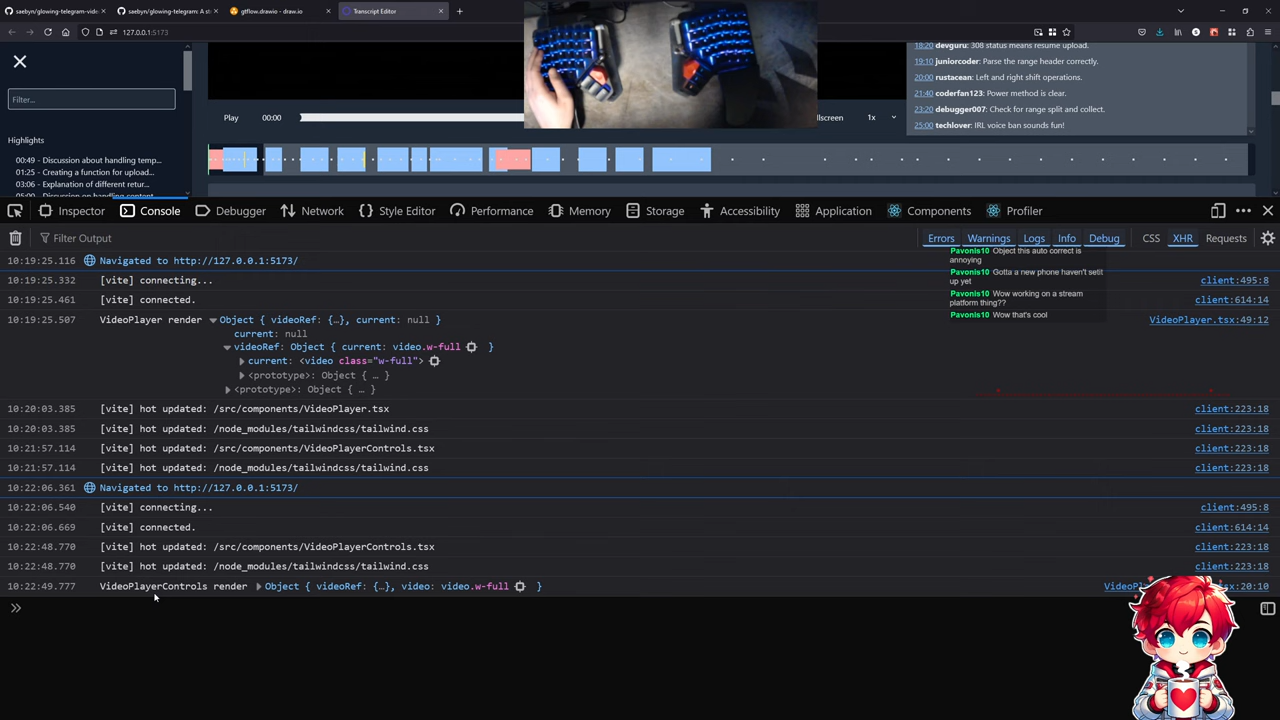 saebyn/glowing-telegram-vide
saebyn/glowing-telegram: A st
gtflow.drawio - draw.io
Transcript Editor
127.0.0.1:5173
Filter...
Highlights
00:49 - Discussion about handling temp...
01:25 - Creating a function for upload...
03:06 - Explanation of different retur...
Play
00:00
1x
18:20 devguru: 308 status means resume upload.
19:10 juniorcoder: Parse the range header correctly.
20:00 rustacean: Left and right shift operations.
21:40 coderfan123: Power method is clear.
23:20 debugger007: Check for range split and collect.
25:00 techlover: IRL voice ban sounds fun!
Inspector
Console
Debugger
Network
Style Editor
Performance
Memory
Storage
Accessibility
Application
Components
Profiler
Filter Output
Errors
Warnings
Logs
Info
Debug
CSS
XHR
Requests
Pavonis10 Object this auto correct is
annoying
Pavonis10 Gotta a new phone haven't setit
up yet
Pavonis10 Wow working on a stream
platform thing??
Pavonis10 Wow that's cool
10:19:25.116 Navigated to http://127.0.0.1:5173/
10:19:25.332 [vite] connecting... client:495:8
10:19:25.461 [vite] connected. client:614:14
10:19:25.507 VideoPlayer render Object { videoRef: {…}, current: null } VideoPlayer.tsx:49:12
current: null
videoRef: Object { current: video.w-full }
current: <video class="w-full">
<prototype>: Object { … }
<prototype>: Object { … }
10:20:03.385 [vite] hot updated: /src/components/VideoPlayer.tsx client:223:18
10:20:03.385 [vite] hot updated: /node_modules/tailwindcss/tailwind.css client:223:18
10:21:57.114 [vite] hot updated: /src/components/VideoPlayerControls.tsx client:223:18
10:21:57.114 [vite] hot updated: /node_modules/tailwindcss/tailwind.css client:223:18
10:22:06.361 Navigated to http://127.0.0.1:5173/
10:22:06.540 [vite] connecting... client:495:8
10:22:06.669 [vite] connected. client:614:14
10:22:48.770 [vite] hot updated: /src/components/VideoPlayerControls.tsx client:223:18
10:22:48.770 [vite] hot updated: /node_modules/tailwindcss/tailwind.css client:223:18
10:22:49.777 VideoPlayerControls render Object { videoRef: {…}, video: video.w-full }